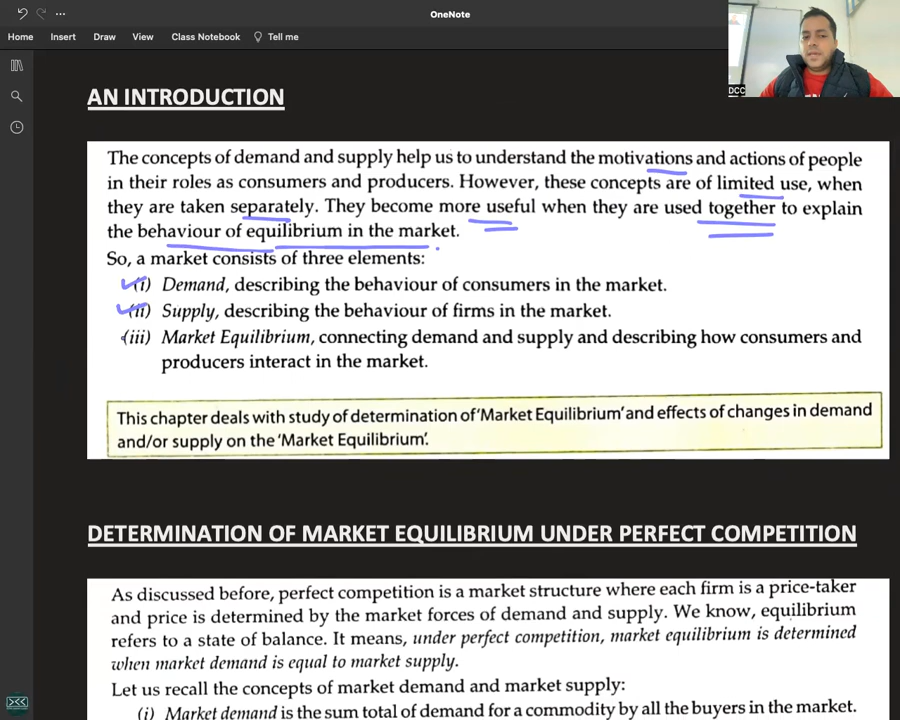 OneNote
Home Insert Draw View Class Notebook Tell me
DCC
AN INTRODUCTION
The concepts of demand and supply help us to understand the motivations and actions of people
in their roles as consumers and producers. However, these concepts are of limited use, when
they are taken separately. They become more useful when they are used together to explain
the behaviour of equilibrium in the market.
So, a market consists of three elements:
(i) Demand, describing the behaviour of consumers in the market.
(ii) Supply, describing the behaviour of firms in the market.
(iii) Market Equilibrium, connecting demand and supply and describing how consumers and
producers interact in the market.
This chapter deals with study of determination of 'Market Equilibrium' and effects of changes in demand
and/or supply on the 'Market Equilibrium'.
DETERMINATION OF MARKET EQUILIBRIUM UNDER PERFECT COMPETITION
As discussed before, perfect competition is a market structure where each firm is a price-taker
and price is determined by the market forces of demand and supply. We know, equilibrium
refers to a state of balance. It means, under perfect competition, market equilibrium is determined
when market demand is equal to market supply.
Let us recall the concepts of market demand and market supply:
(i) Market demand is the sum total of demand for a commodity by all the buyers in the market.